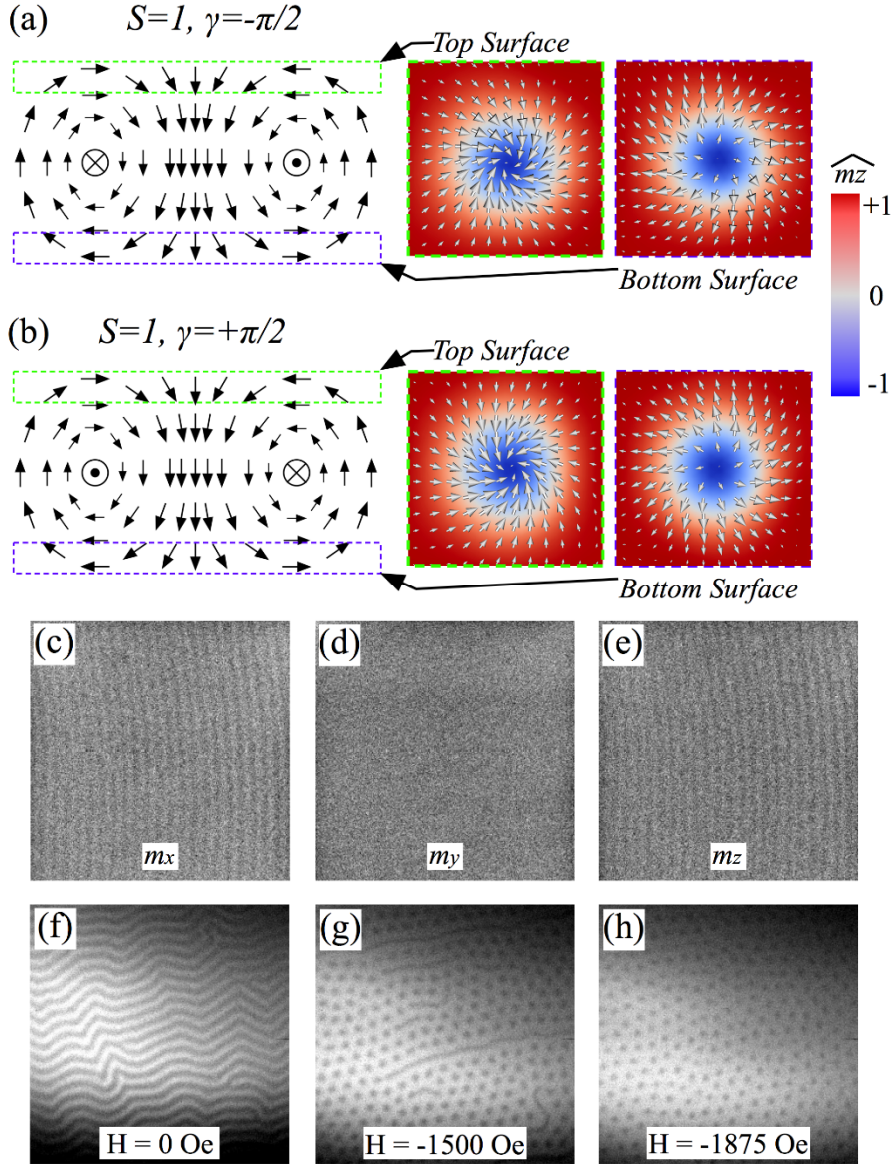 (a) S=1, γ=-π/2
Top Surface
Bottom Surface
m̂z
+1
0
-1
(b) S=1, γ=+π/2
Top Surface
Bottom Surface
(c) mx
(d) my
(e) mz
(f) H = 0 Oe
(g) H = -1500 Oe
(h) H = -1875 Oe